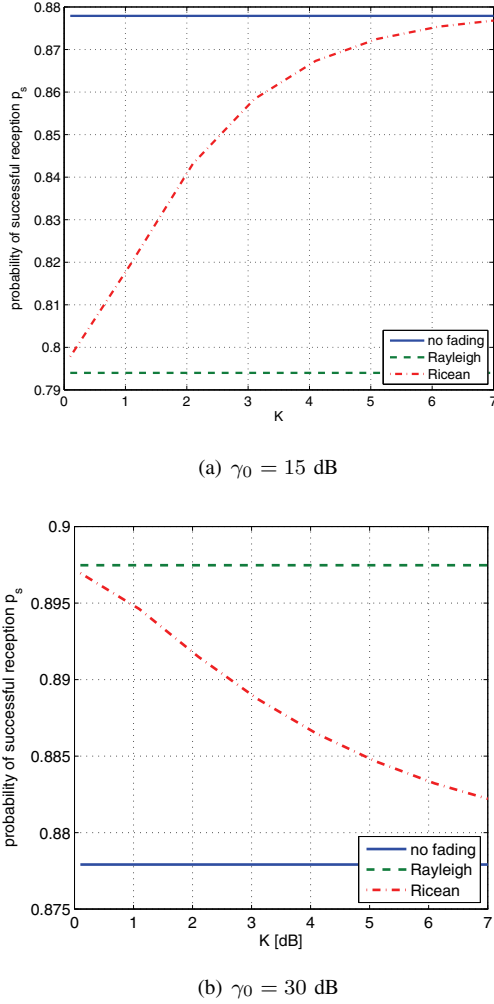 0.88
0.87
0.86
0.85
0.84
0.83
0.82
0.81
0.8
0.79
probability of successful reception p_s
0 1 2 3 4 5 6 7
K
no fading
Rayleigh
Ricean
(a) γ₀ = 15 dB
0.9
0.895
0.89
0.885
0.88
0.875
probability of successful reception p_s
0 1 2 3 4 5 6 7
K [dB]
no fading
Rayleigh
Ricean
(b) γ₀ = 30 dB